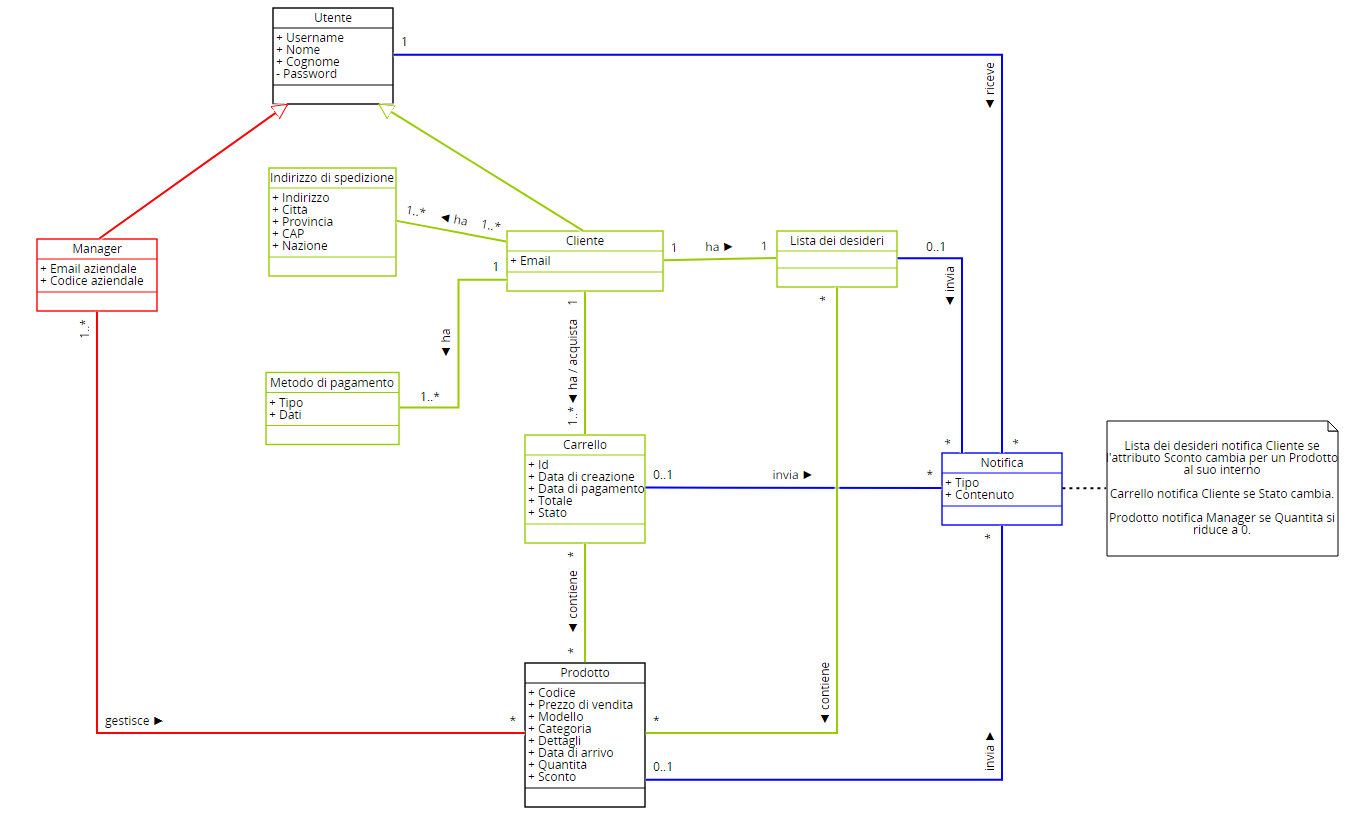 Utente
+ Username
+ Nome
+ Cognome
- Password
1
◀ riceve
Indirizzo di spedizione
+ Indirizzo
+ Città
+ Provincia
+ CAP
+ Nazione
1..*
◀ ha
1..*
Manager
+ Email aziendale
+ Codice aziendale
1..*
Cliente
+ Email
1
ha ▶
1
Lista dei desideri
0..1
◀ invia
*
1
◀ ha
1..*
Metodo di pagamento
+ Tipo
+ Dati
1
◀ ha / acquista
1..*
*
Carrello
+ Id
+ Data di creazione
+ Data di pagamento
+ Totale
+ Stato
0..1
invia ▶
*
*
Notifica
+ Tipo
+ Contenuto
*
Lista dei desideri notifica Cliente se
l'attributo Sconto cambia per un Prodotto
al suo interno
Carrello notifica Cliente se Stato cambia.
Prodotto notifica Manager se Quantità si
riduce a 0.
*
◀ contiene
*
Prodotto
+ Codice
+ Prezzo di vendita
+ Modello
+ Categoria
+ Dettagli
+ Data di arrivo
+ Quantità
+ Sconto
gestisce ▶
*
*
◀ contiene
0..1
invia ▶